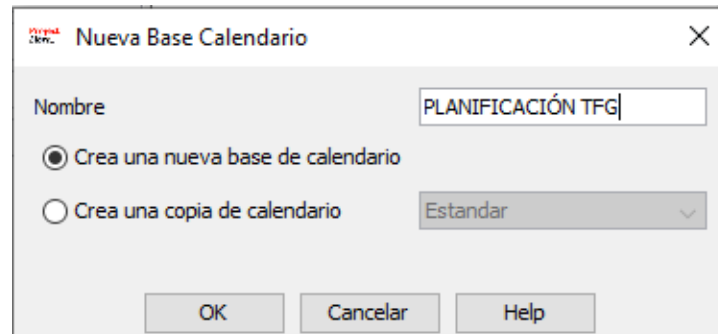 Nueva Base Calendario
Nombre PLANIFICACIÓN TFG
Crea una nueva base de calendario
Crea una copia de calendario Estandar
OK Cancelar Help